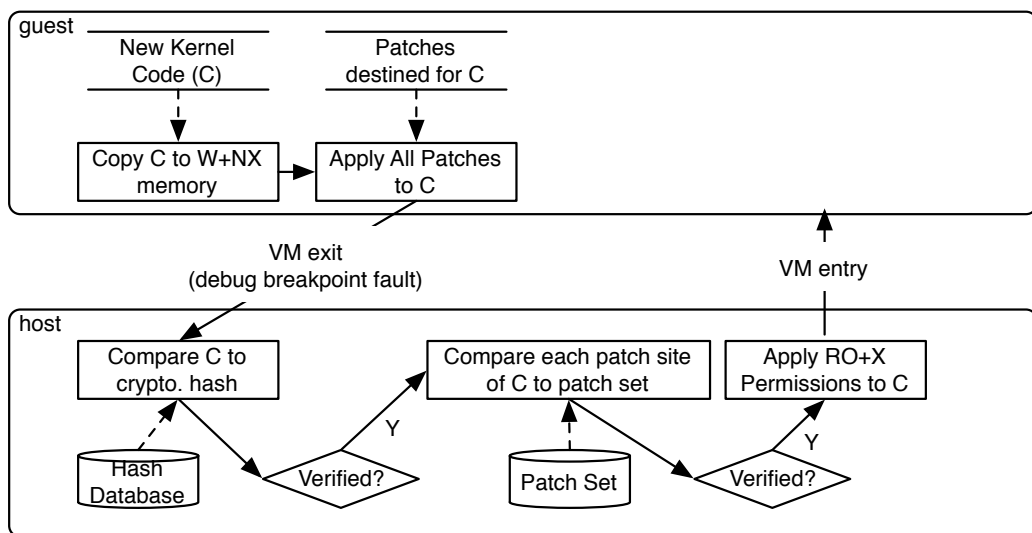 guest
New Kernel
Code (C)
Patches
destined for C
Copy C to W+NX
memory
Apply All Patches
to C
VM exit
(debug breakpoint fault)
VM entry
host
Compare C to
crypto. hash
Compare each patch site
of C to patch set
Apply RO+X
Permissions to C
Y
Y
Hash
Database
Verified?
Patch Set
Verified?